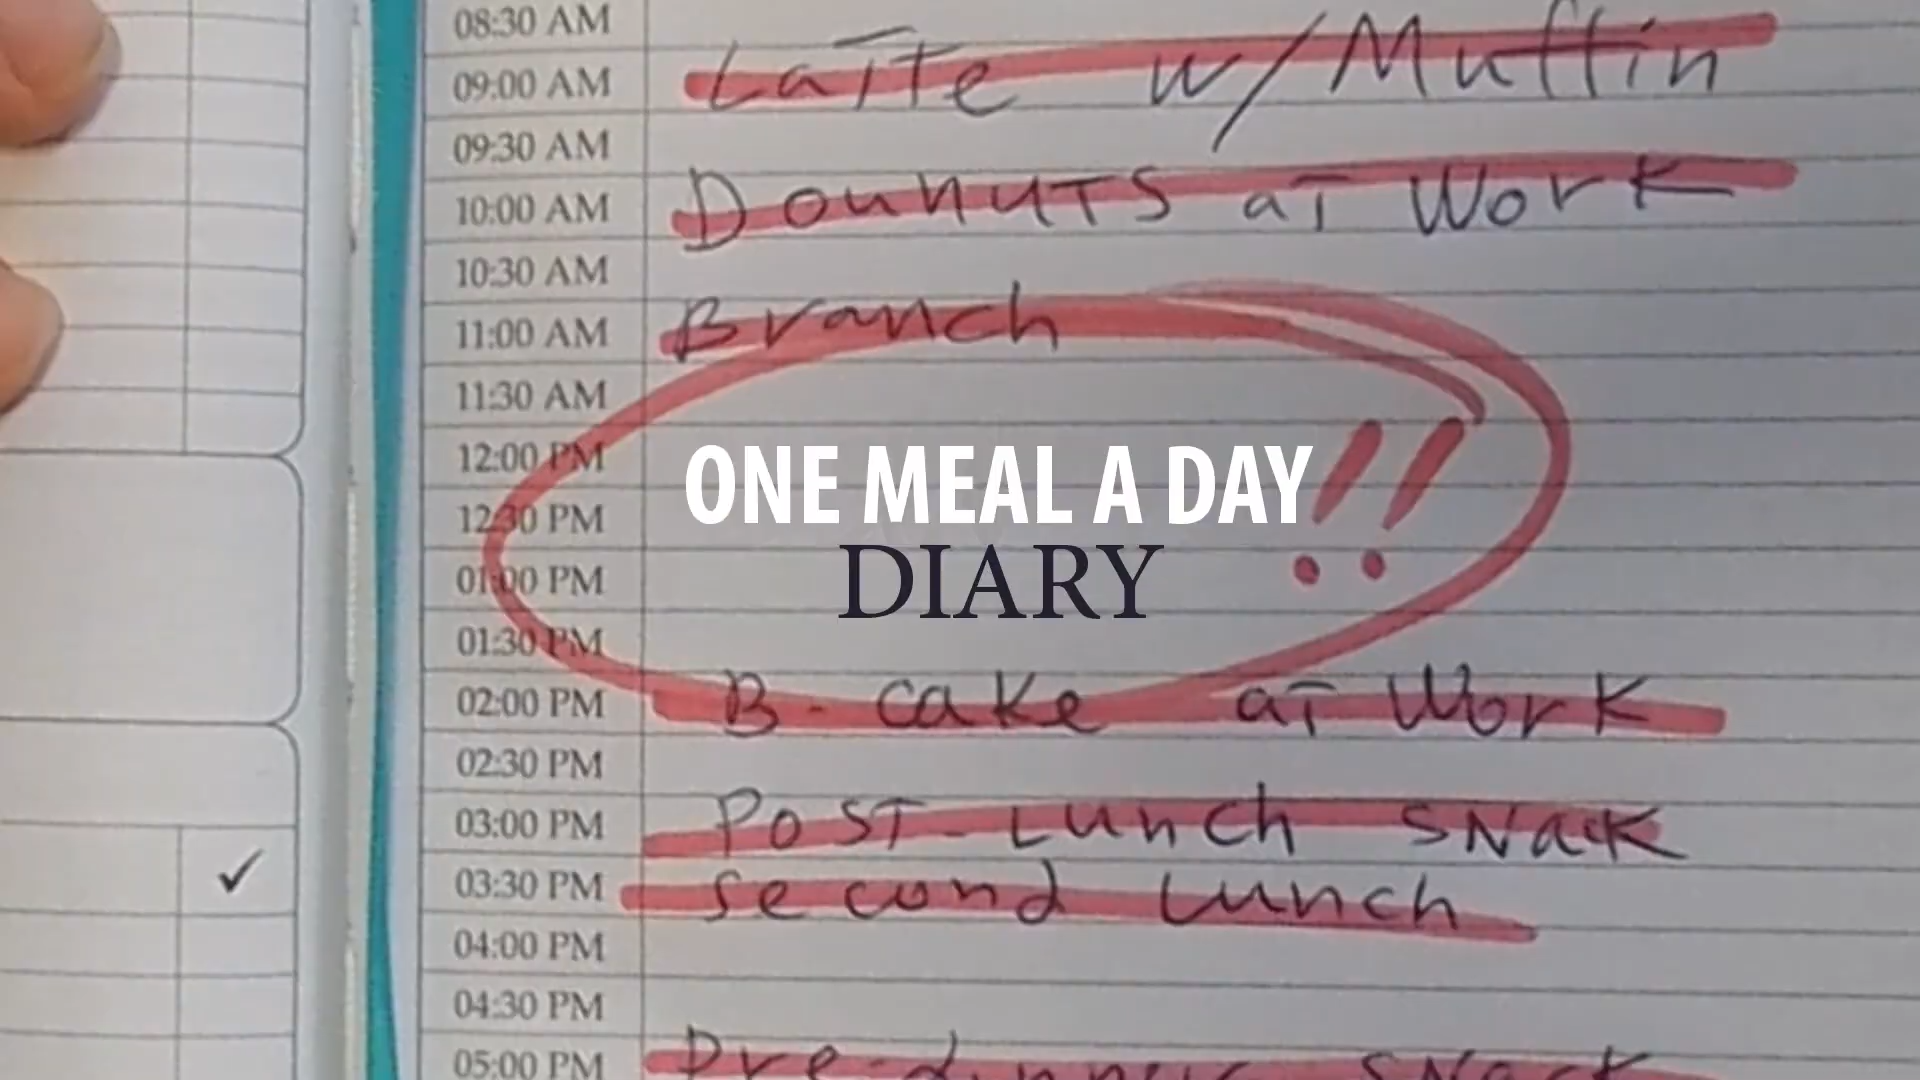 08:30 AM
09:00 AM Latte w/Muffin
09:30 AM
10:00 AM Dounuts at Work
10:30 AM
11:00 AM Branch
11:30 AM
12:00 PM
ONE MEAL A DAY !!
12:30 PM
01:00 PM DIARY
01:30 PM
02:00 PM B-cake at Work
02:30 PM
03:00 PM Post-Lunch Snack
03:30 PM Second Lunch
04:00 PM
04:30 PM
05:00 PM Pre-dinner snack